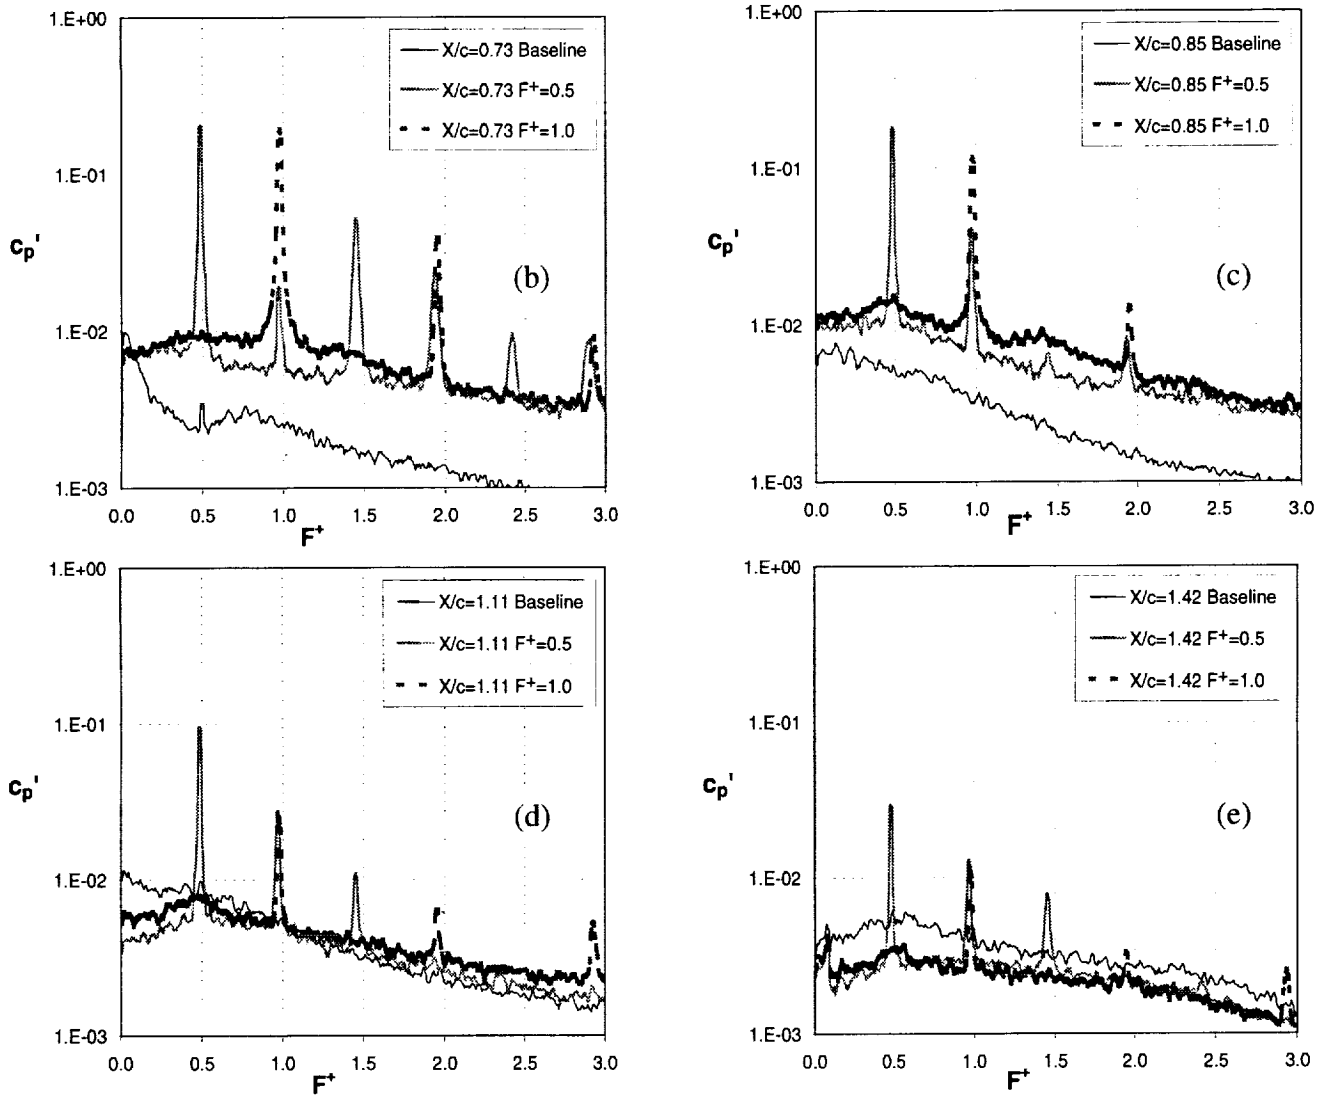 1.E+00
X/c=0.73 Baseline
X/c=0.73 F+=0.5
X/c=0.73 F+=1.0
1.E-01
cp'
(b)
1.E-02
1.E-03
0.0 0.5 1.0 1.5 2.0 2.5 3.0
F+
1.E+00
X/c=0.85 Baseline
X/c=0.85 F+=0.5
X/c=0.85 F+=1.0
1.E-01
cp'
(c)
1.E-02
1.E-03
0.0 0.5 1.0 1.5 2.0 2.5 3.0
F+
1.E+00
X/c=1.11 Baseline
X/c=1.11 F+=0.5
X/c=1.11 F+=1.0
1.E-01
cp'
(d)
1.E-02
1.E-03
0.0 0.5 1.0 1.5 2.0 2.5 3.0
F+
1.E+00
X/c=1.42 Baseline
X/c=1.42 F+=0.5
X/c=1.42 F+=1.0
1.E-01
cp'
(e)
1.E-02
1.E-03
0.0 0.5 1.0 1.5 2.0 2.5 3.0
F+